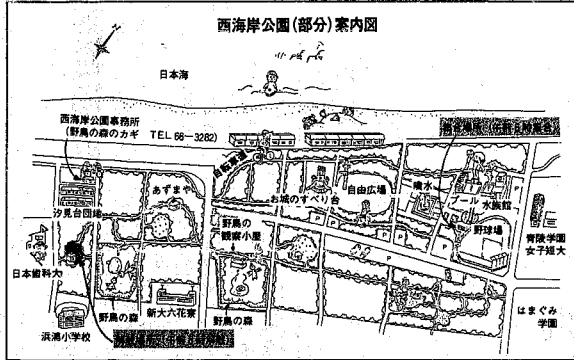 西海岸公園(部分)案内図
日本海
西海岸公園事務所
(野鳥の森のカギ TEL 66-3282)
自転車道
あずまや
汐見台団地
お城のすべり台
自由広場
噴水
プール
水族館
野球場
野鳥の
観察小屋
青陵学園
女子短大
日本歯科大
浜浦小学校
野鳥の森
新大六花寮
野鳥の森
はまぐみ
学園
P
P
P
P
P